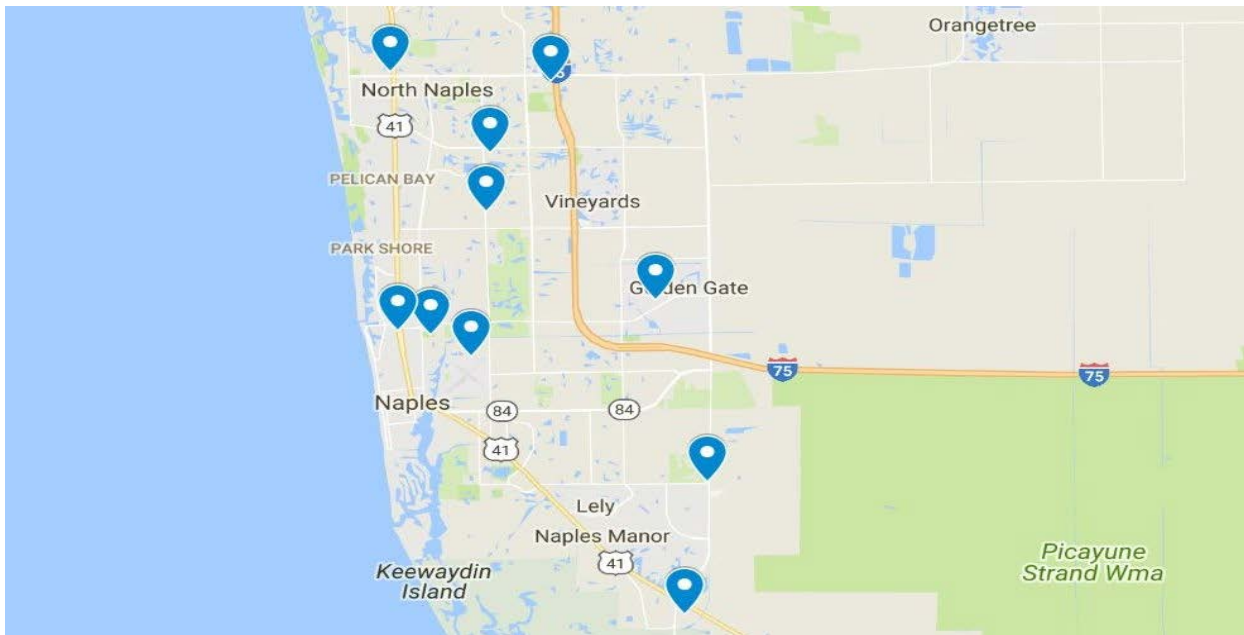 Orangetree
North Naples
41
PELICAN BAY
Vineyards
PARK SHORE
Golden Gate
75
75
Naples
84
84
41
Lely
Naples Manor
41
Keewaydin
Island
Picayune
Strand Wma